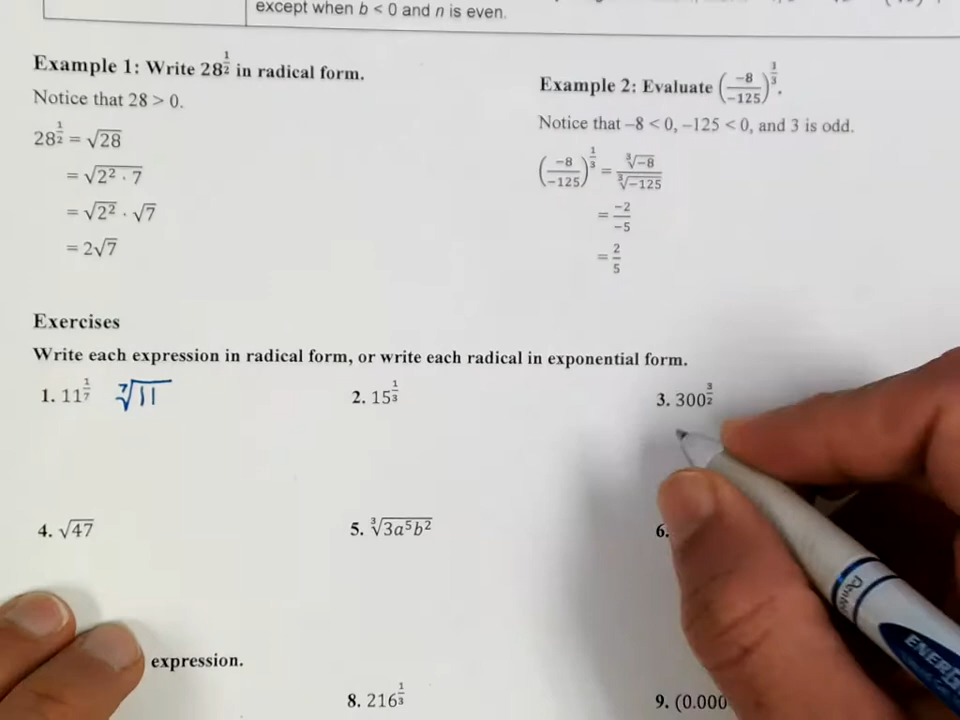 except when b < 0 and n is even.
Example 1: Write 28^(1/2) in radical form.
Notice that 28 > 0.
28^(1/2) = √28
= √(2² · 7)
= √(2²) · √7
= 2√7
Example 2: Evaluate (-8/-125)^(1/3).
Notice that –8 < 0, –125 < 0, and 3 is odd.
(-8/-125)^(1/3) = ∛-8 / ∛-125
= -2/-5
= 2/5
Exercises
Write each expression in radical form, or write each radical in exponential form.
1. 11^(1/7) ⁷√11
2. 15^(1/3)
3. 300^(3/2)
4. √47
5. ∛(3a⁵b²)
6.
expression.
8. 216^(1/3)
9. (0.000
Pentel
ENERG